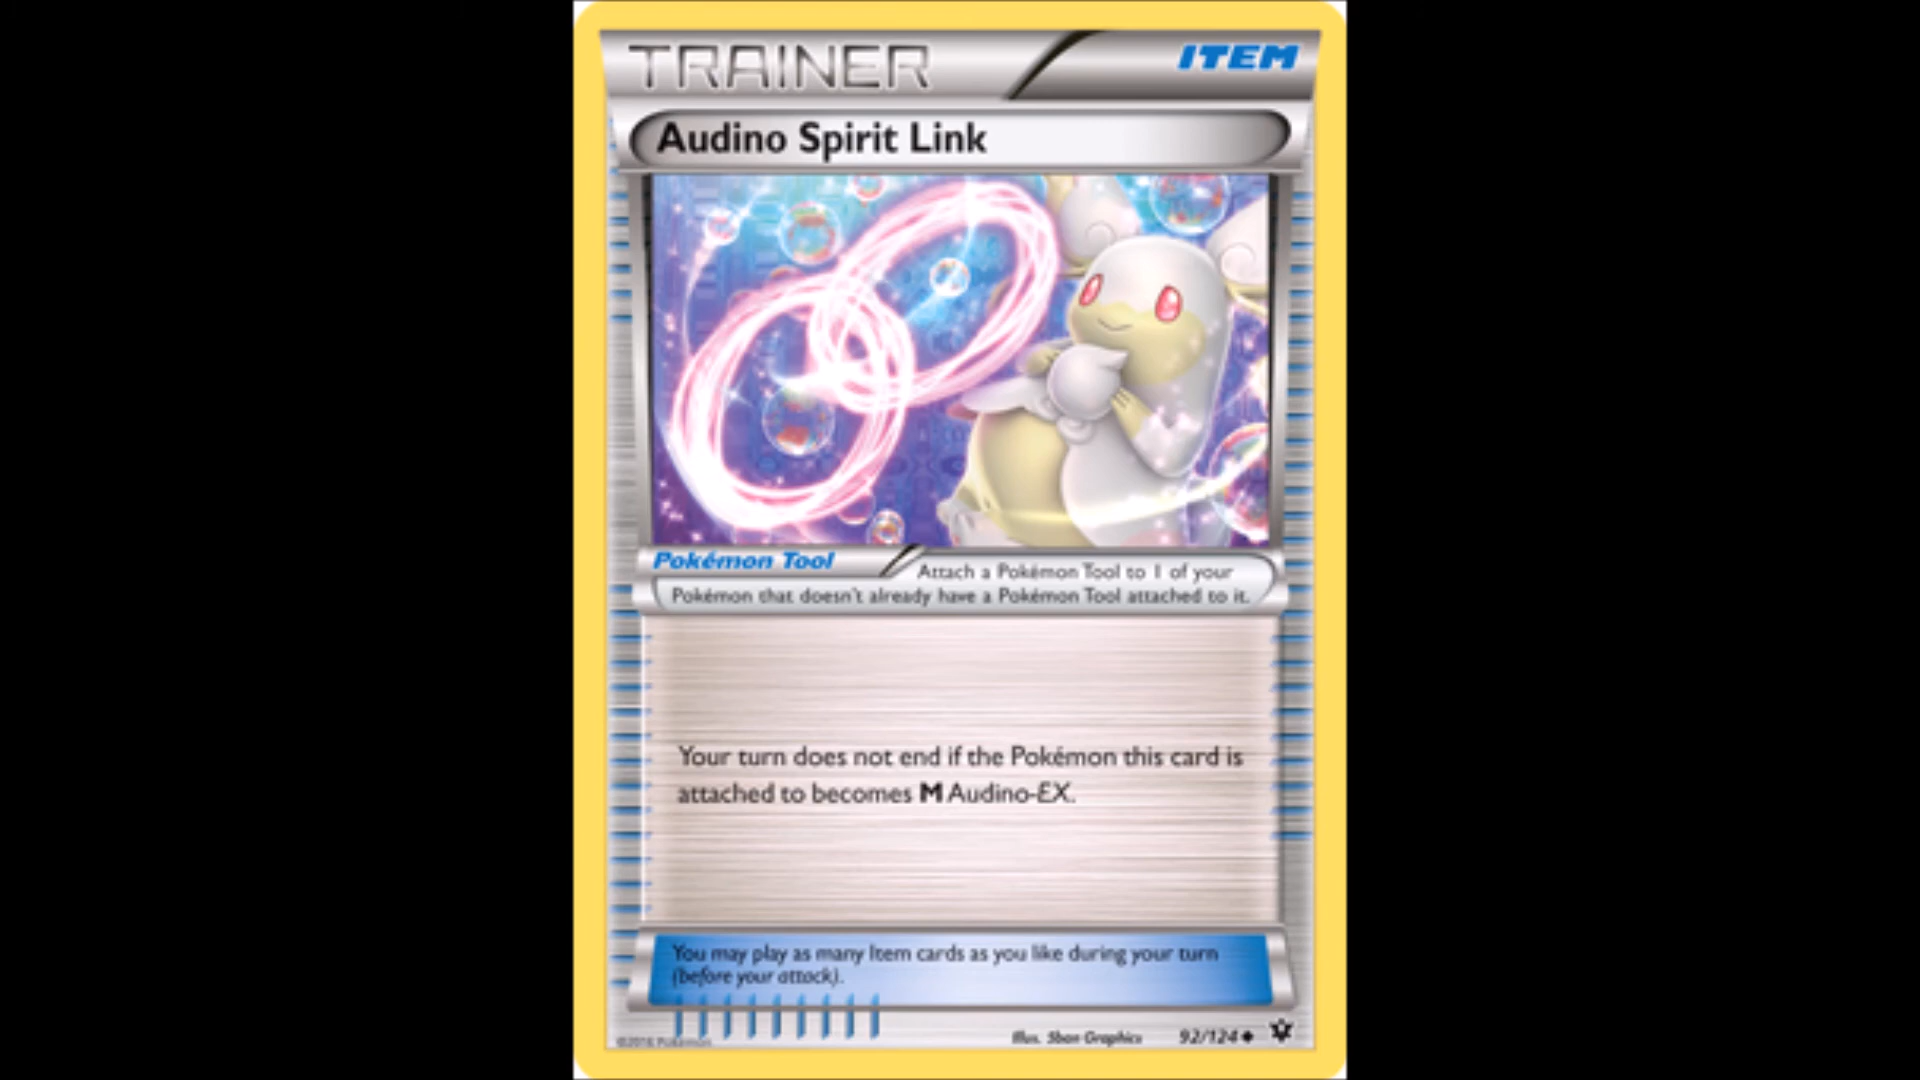 TRAINER
ITEM
Audino Spirit Link
Pokémon Tool
Attach a Pokémon Tool to 1 of your
Pokémon that doesn't already have a Pokémon Tool attached to it.
Your turn does not end if the Pokémon this card is
attached to becomes M Audino-EX.
You may play as many Item cards as you like during your turn
(before your attack).
©2016 Pokémon
Illus. 5ban Graphics
92/124